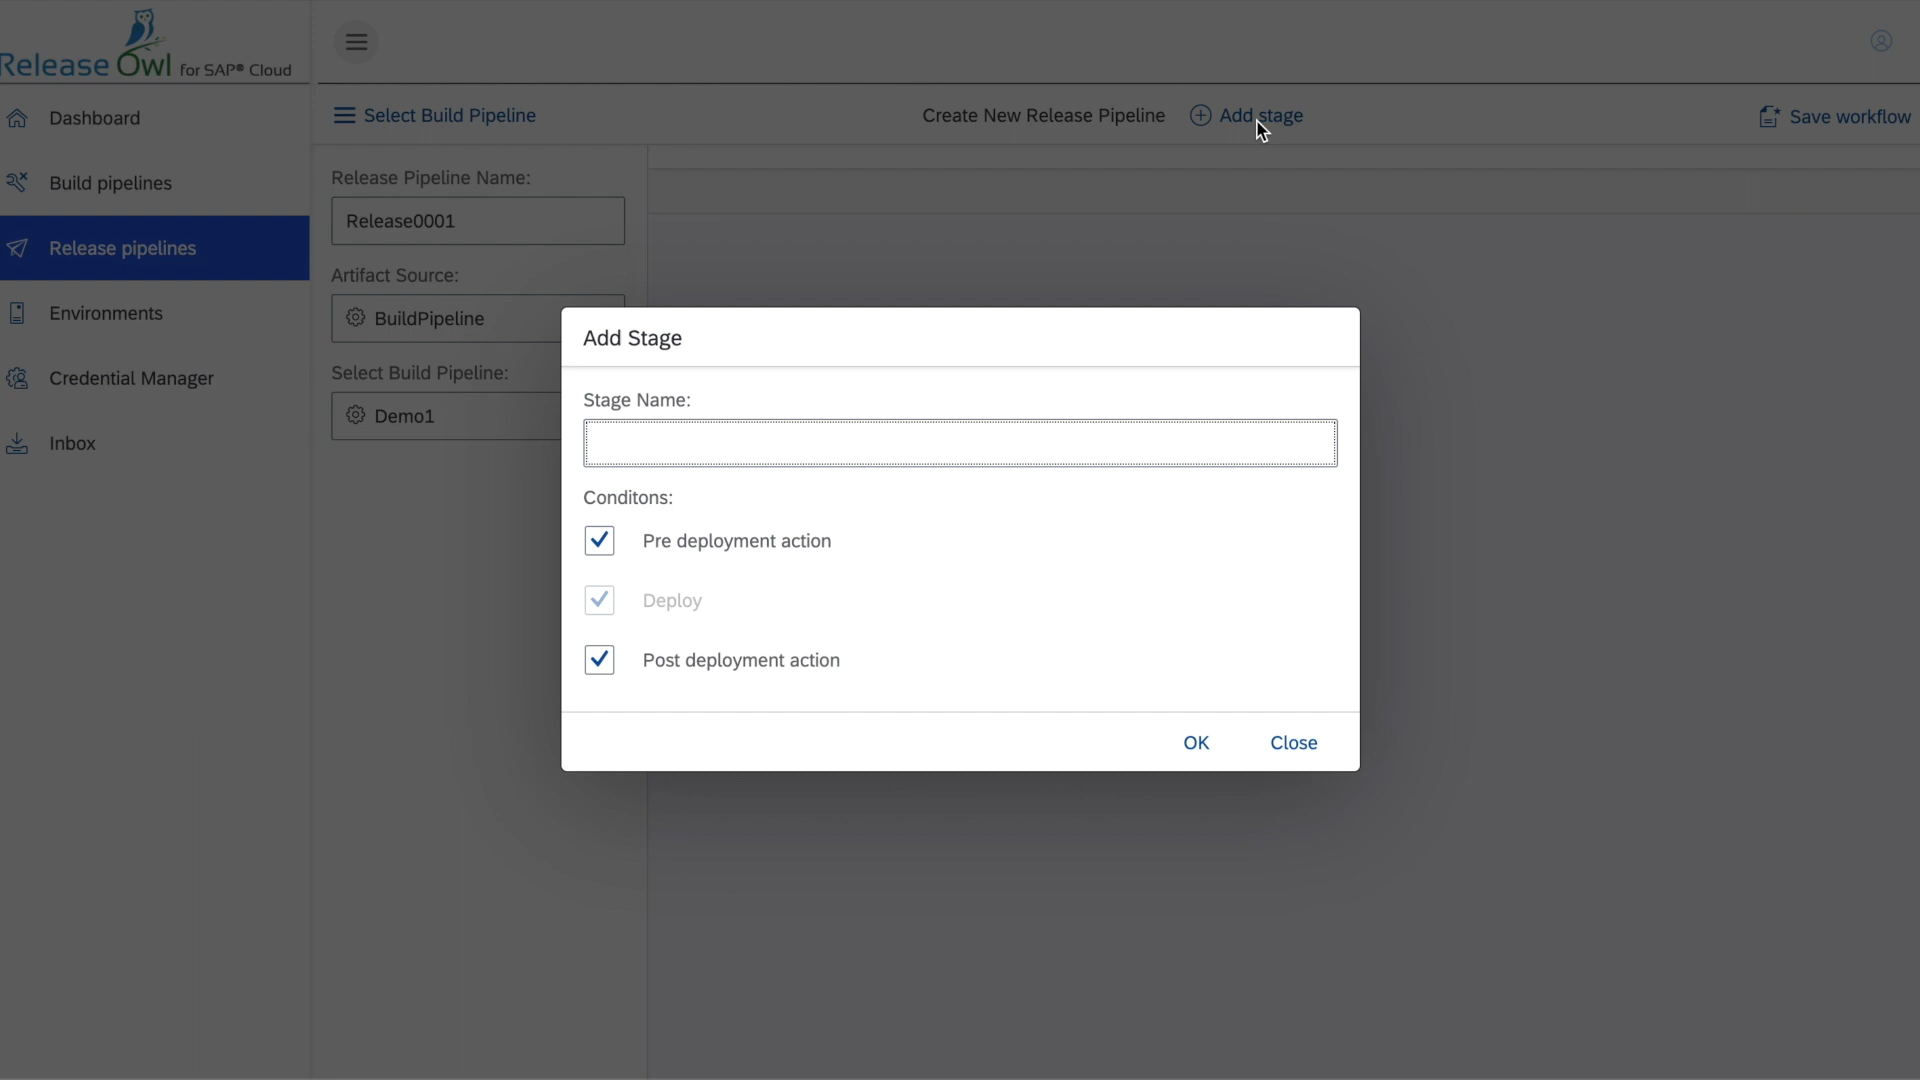 Release Owl for SAP® Cloud
Dashboard
Build pipelines
Release pipelines
Environments
Credential Manager
Inbox
Select Build Pipeline
Create New Release Pipeline
Add stage
Save workflow
Release Pipeline Name:
Release0001
Artifact Source:
BuildPipeline
Select Build Pipeline:
Demo1
Add Stage
Stage Name:
Conditons:
Pre deployment action
Deploy
Post deployment action
OK
Close